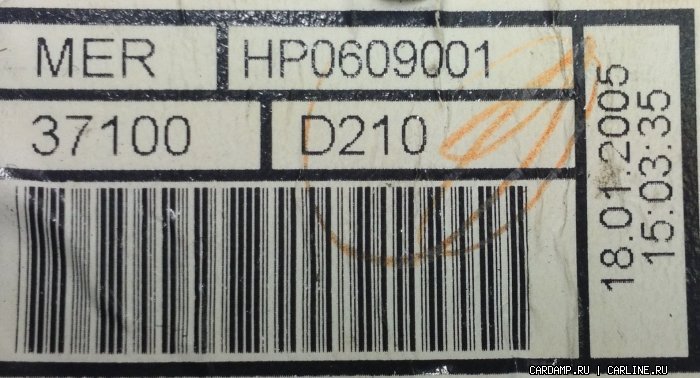 MER HP0609001
37100 D210
18.01.2005
15:03:35
CARDAMP.RU | CARLINE.RU